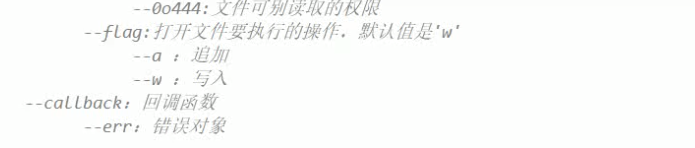 --0o444:文件可别读取的权限
--flag:打开文件要执行的操作. 默认值是'w'
--a : 追加
--w : 写入
--callback: 回调函数
--err: 错误对象